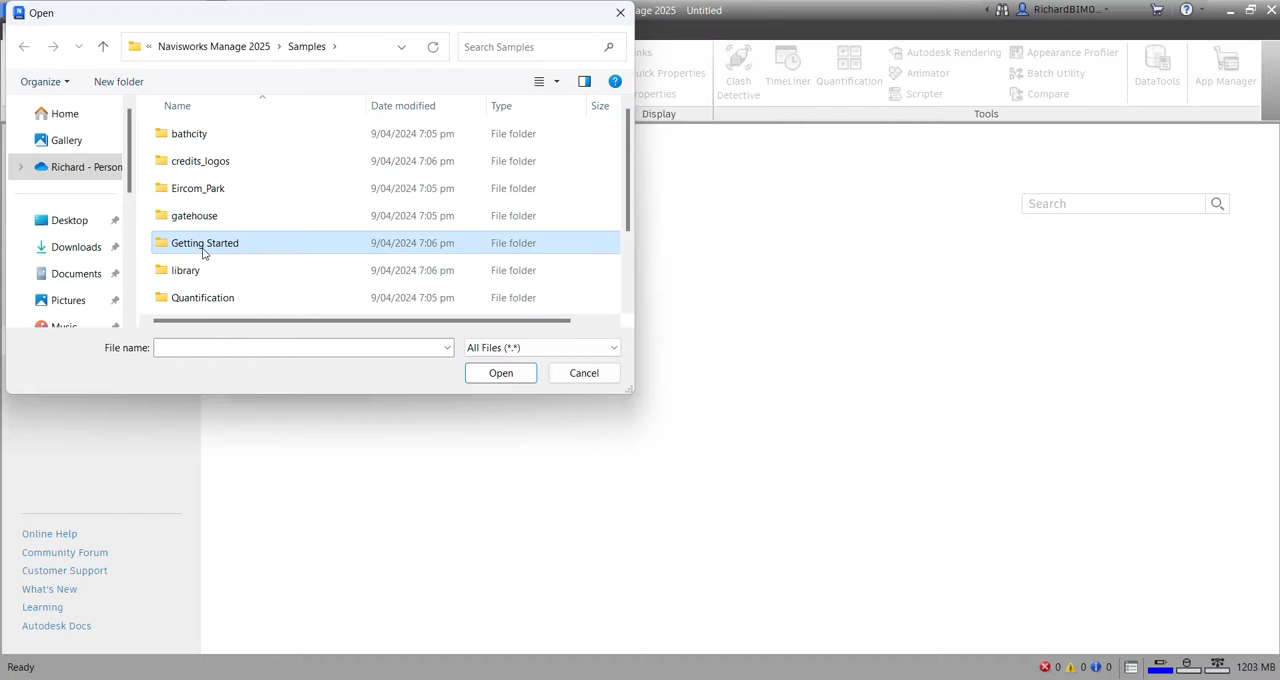 Open
age 2025 Untitled
RichardBIMO...
« Navisworks Manage 2025 > Samples >
Search Samples
Organize
New folder
Name
Date modified
Type
Size
bathcity 9/04/2024 7:05 pm File folder
credits_logos 9/04/2024 7:06 pm File folder
Eircom_Park 9/04/2024 7:05 pm File folder
gatehouse 9/04/2024 7:05 pm File folder
Getting Started 9/04/2024 7:06 pm File folder
library 9/04/2024 7:06 pm File folder
Quantification 9/04/2024 7:05 pm File folder
Home
Gallery
Richard - Person
Desktop
Downloads
Documents
Pictures
Music
File name:
All Files (*.*)
Open
Cancel
nks
uick Properties
operties
Display
Clash
Detective
TimeLiner
Quantification
Autodesk Rendering
Animator
Scripter
Appearance Profiler
Batch Utility
Compare
DataTools
App Manager
Tools
Search
Online Help
Community Forum
Customer Support
What's New
Learning
Autodesk Docs
Ready
0 0 0
1203 MB